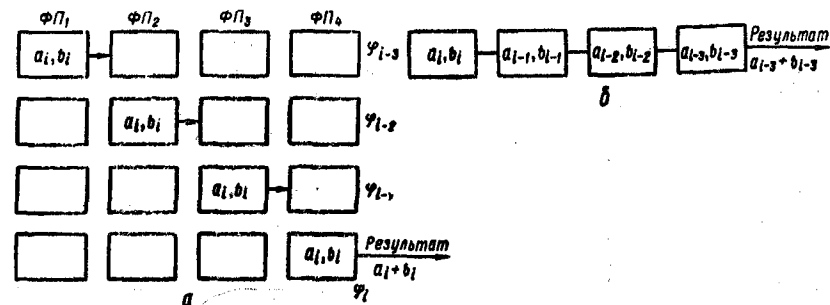 ФП₁ ФП₂ ФП₃ ФП₄
aᵢ, bᵢ φᵢ₋₃ aᵢ, bᵢ aᵢ₋₁, bᵢ₋₁ aᵢ₋₂, bᵢ₋₂ aᵢ₋₃, bᵢ₋₃ Результат
aᵢ₋₃ + bᵢ₋₃
б
aᵢ, bᵢ φᵢ₋₂
aᵢ, bᵢ φᵢ₋₁
aᵢ, bᵢ Результат
aᵢ + bᵢ
а φᵢ